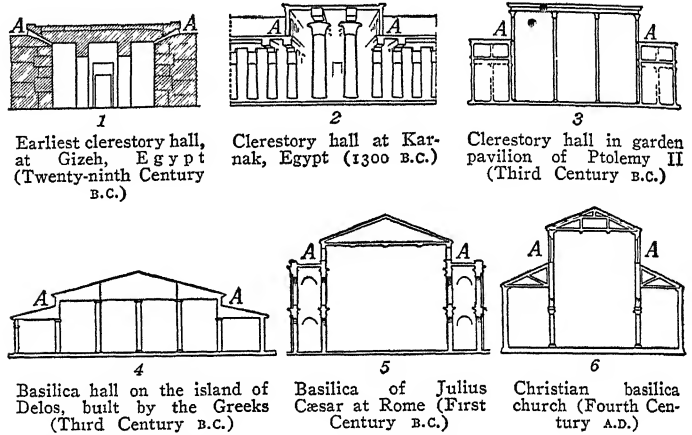 A A
1
Earliest clerestory hall,
at Gizeh, Egypt
(Twenty-ninth Century
B.C.)
A A
2
Clerestory hall at Kar-
nak, Egypt (1300 B.C.)
A A
3
Clerestory hall in garden
pavilion of Ptolemy II
(Third Century B.C.)
A A
4
Basilica hall on the island of
Delos, built by the Greeks
(Third Century B.C.)
A A
5
Basilica of Julius
Cæsar at Rome (First
Century B.C.)
A A
6
Christian basilica
church (Fourth Cen-
tury A.D.)